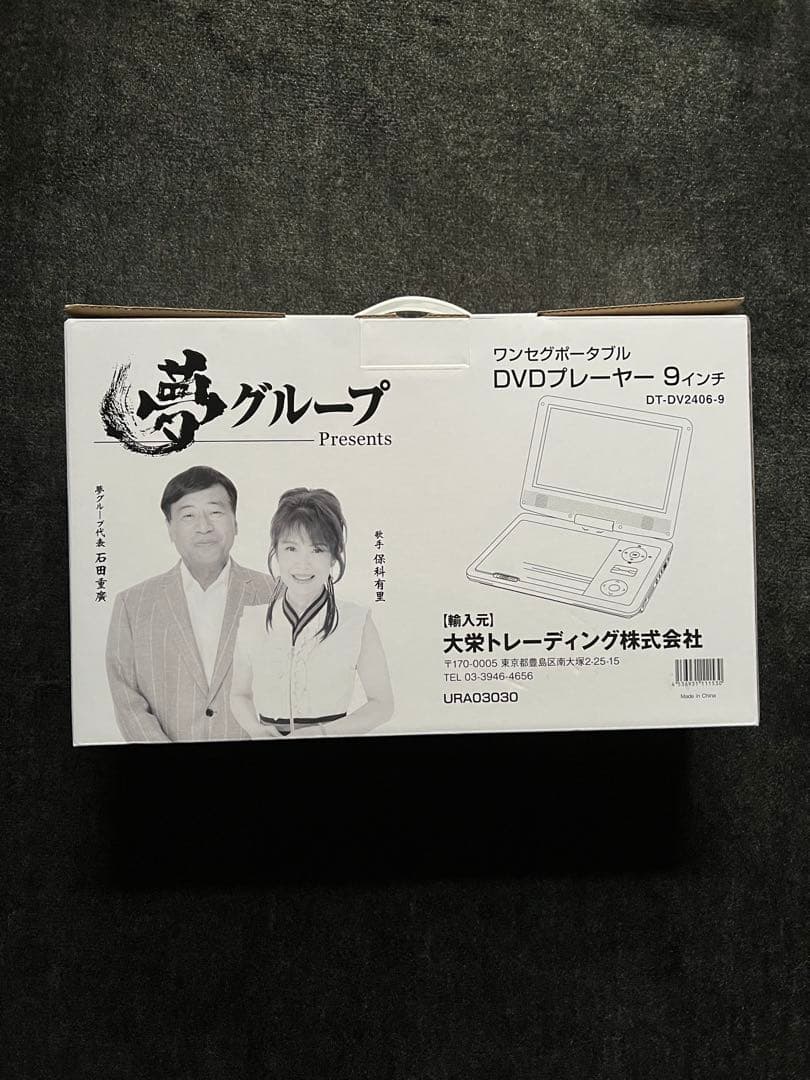 夢グループ
Presents
夢グループ代表 石田重廣
歌手 保科有里
ワンセグポータブル
DVDプレーヤー 9インチ
DT-DV2406-9
【輸入元】
大栄トレーディング株式会社
〒170-0005 東京都豊島区南大塚2-25-15
TEL 03-3946-4656
URA03030
4 536931 111530
Made in China